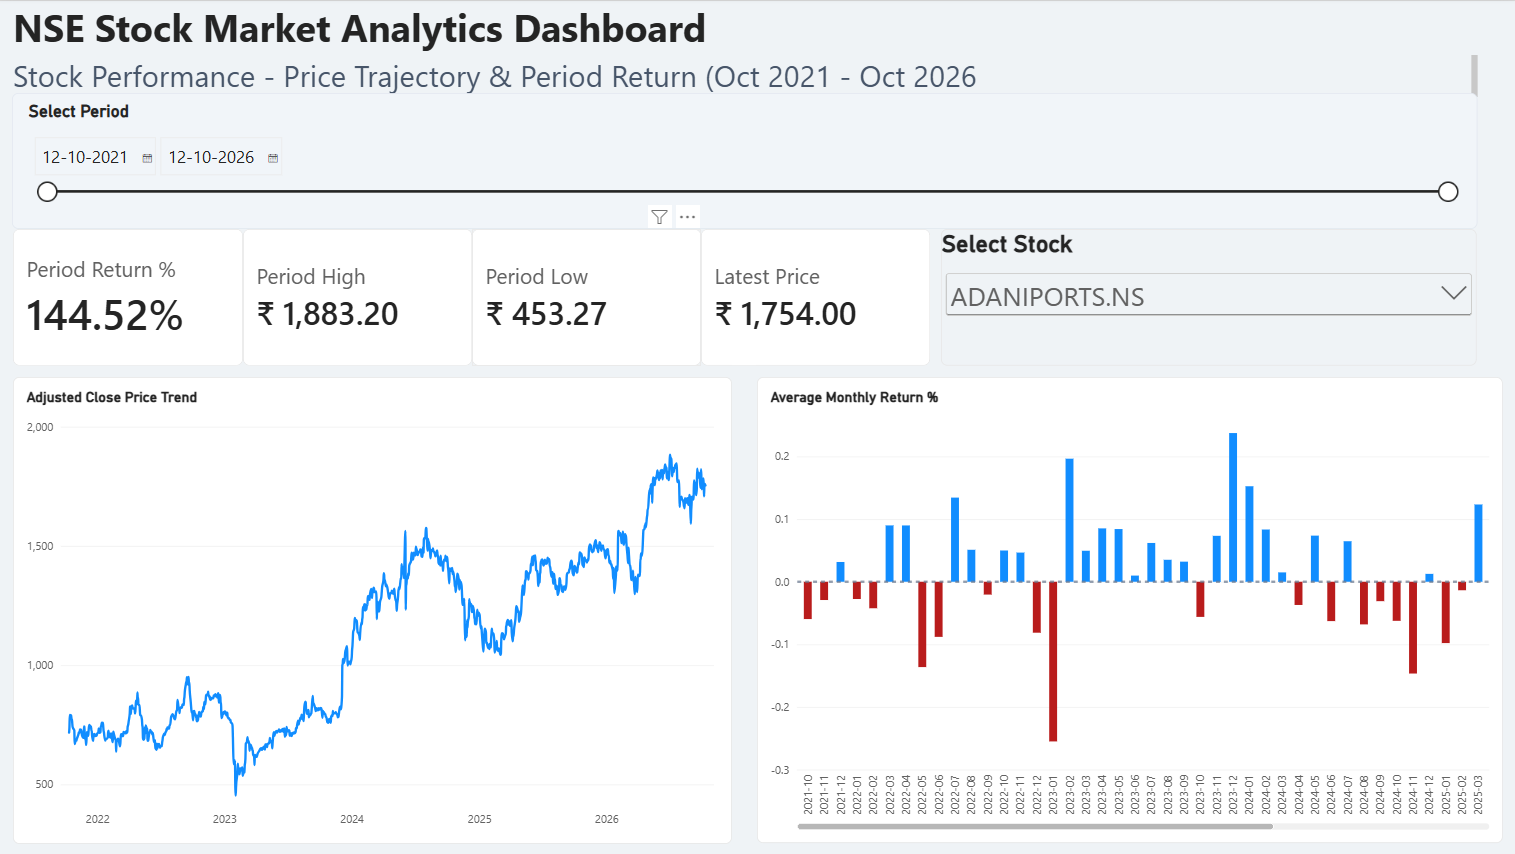 NSE Stock Market Analytics Dashboard
Stock Performance - Price Trajectory & Period Return (Oct 2021 - Oct 2026
Select Period
12-10-2021 12-10-2026
Period Return %
144.52%
Period High
₹ 1,883.20
Period Low
₹ 453.27
Latest Price
₹ 1,754.00
Select Stock
ADANIPORTS.NS
Adjusted Close Price Trend
2,000
1,500
1,000
500
2022 2023 2024 2025 2026
Average Monthly Return %
0.2
0.1
0.0
-0.1
-0.2
-0.3
2021-10 2021-11 2021-12 2022-01 2022-02 2022-03 2022-04 2022-05 2022-06 2022-07 2022-08 2022-09 2022-10 2022-11 2022-12 2023-01 2023-02 2023-03 2023-04 2023-05 2023-06 2023-07 2023-08 2023-09 2023-10 2023-11 2023-12 2024-01 2024-02 2024-03 2024-04 2024-05 2024-06 2024-07 2024-08 2024-09 2024-10 2024-11 2024-12 2025-01 2025-02 2025-03